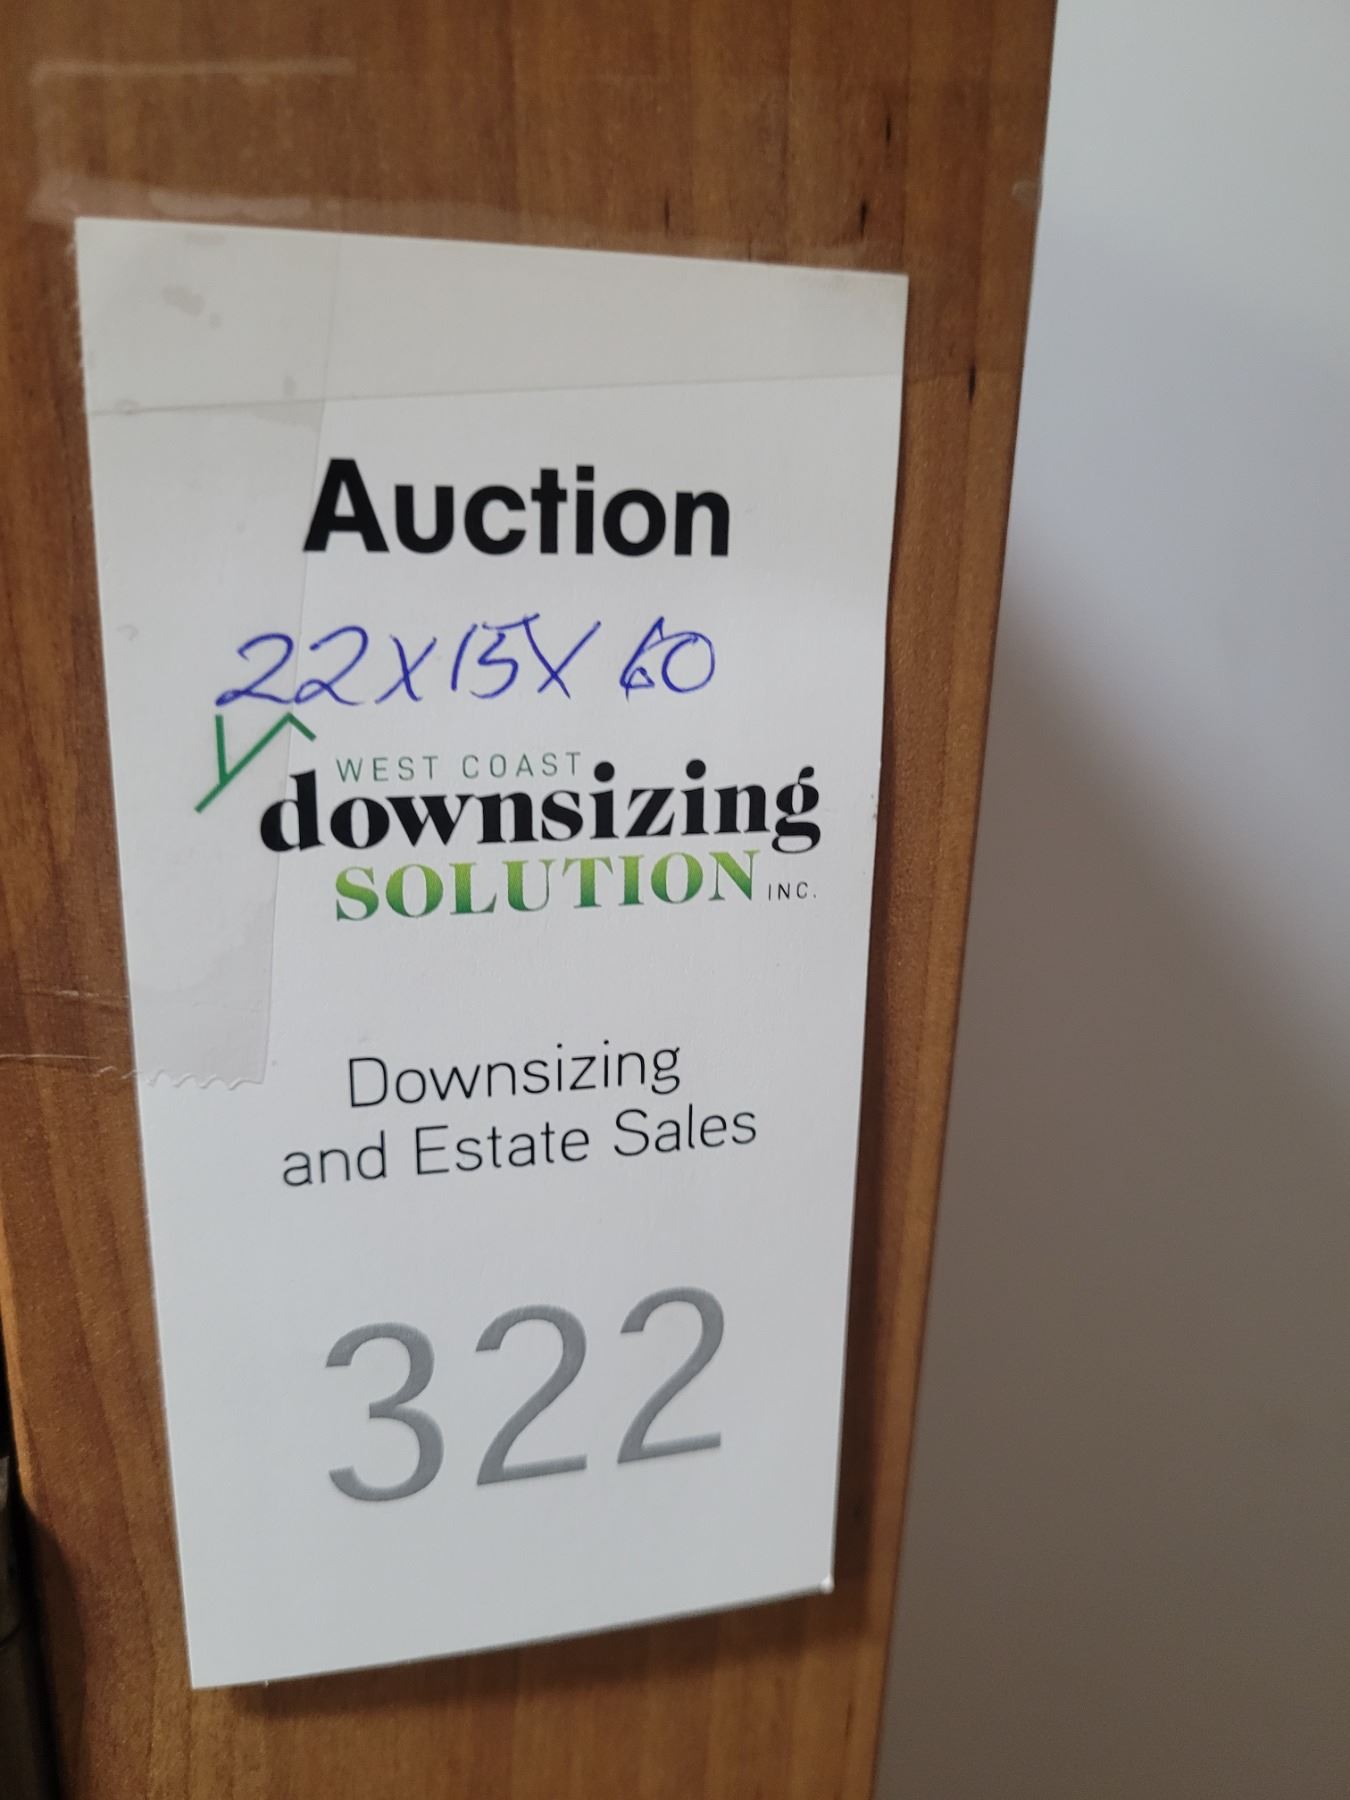 Auction
22x15x60
WEST COAST
downsizing
SOLUTION INC.
Downsizing
and Estate Sales
322